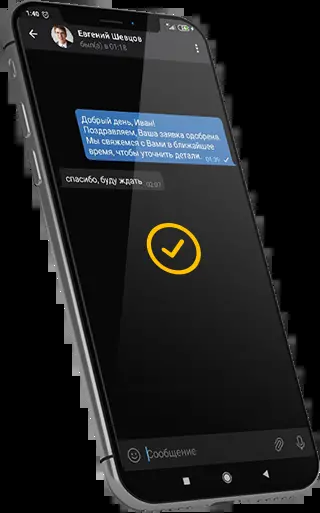 1:40
Евгений Шевцов
был(а) в 01:18
Добрый день, Иван!
Поздравляем, Ваша заявка одобрена.
Мы свяжемся с Вами в ближайшее
время, чтобы уточнить детали. 01:31
спасибо, буду ждать 02:07
Сообщение